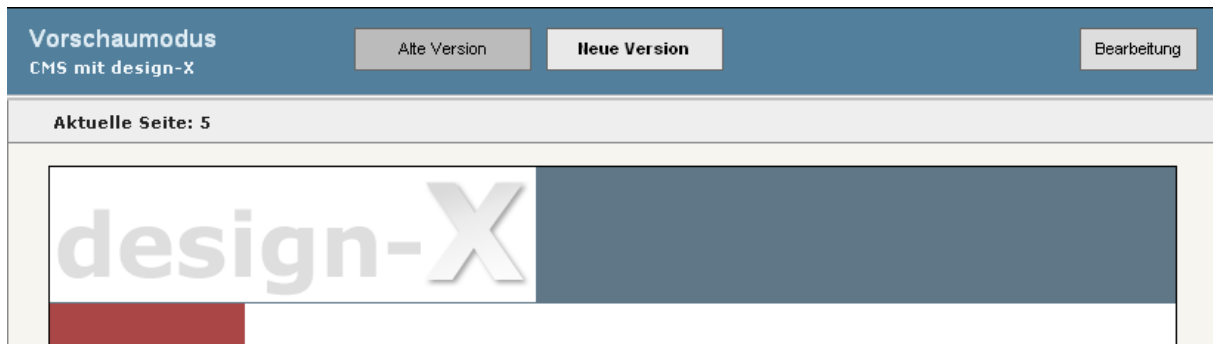 Vorschaumodus
CMS mit design-X
Alte Version
Neue Version
Bearbeitung
Aktuelle Seite: 5
design-X